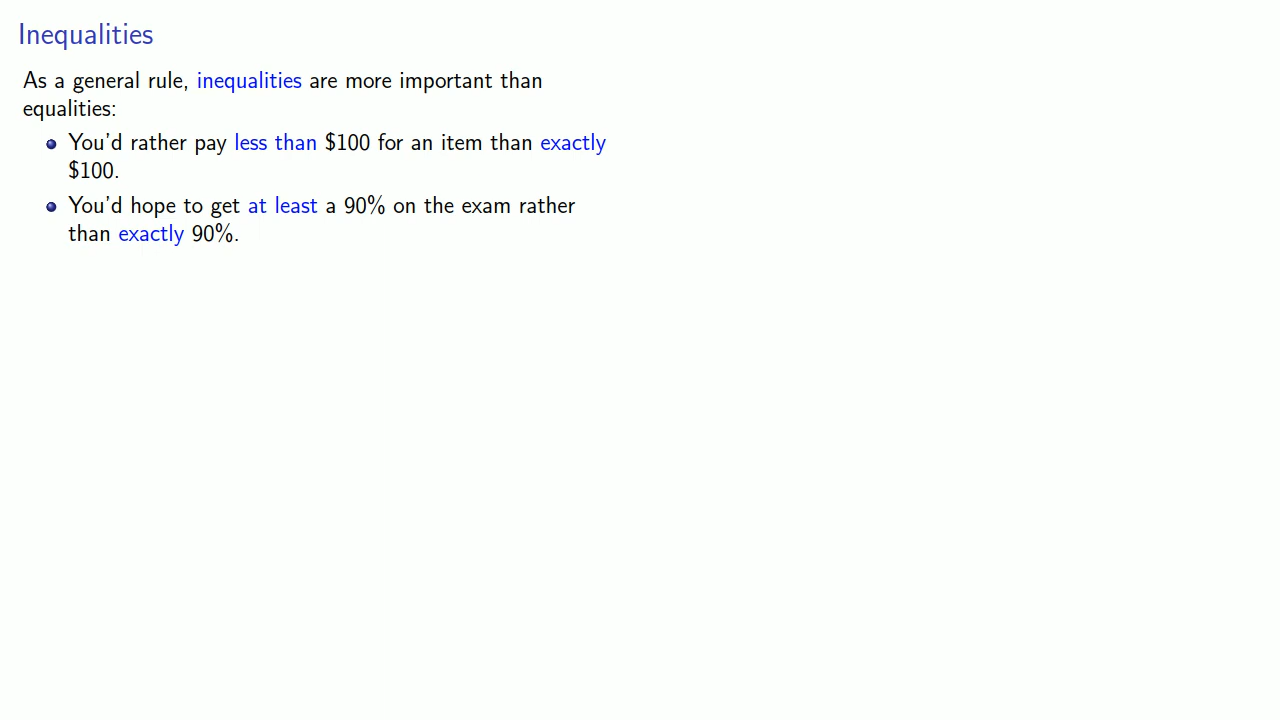 Inequalities
As a general rule, inequalities are more important than
equalities:
You'd rather pay less than $100 for an item than exactly
$100.
You'd hope to get at least a 90% on the exam rather
than exactly 90%.